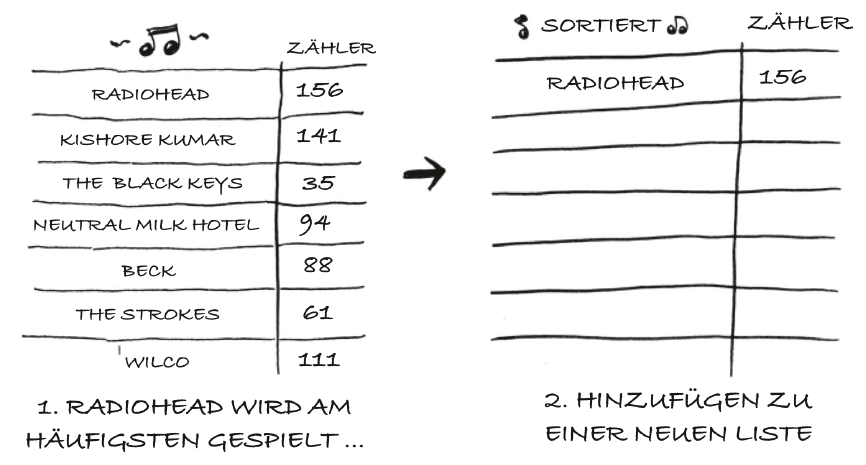 ZÄHLER
RADIOHEAD 156
KISHORE KUMAR 141
THE BLACK KEYS 35
NEUTRAL MILK HOTEL 94
BECK 88
THE STROKES 61
WILCO 111
1. RADIOHEAD WIRD AM
HÄUFIGSTEN GESPIELT ...
SORTIERT ZÄHLER
RADIOHEAD 156
2. HINZUFÜGEN ZU
EINER NEUEN LISTE